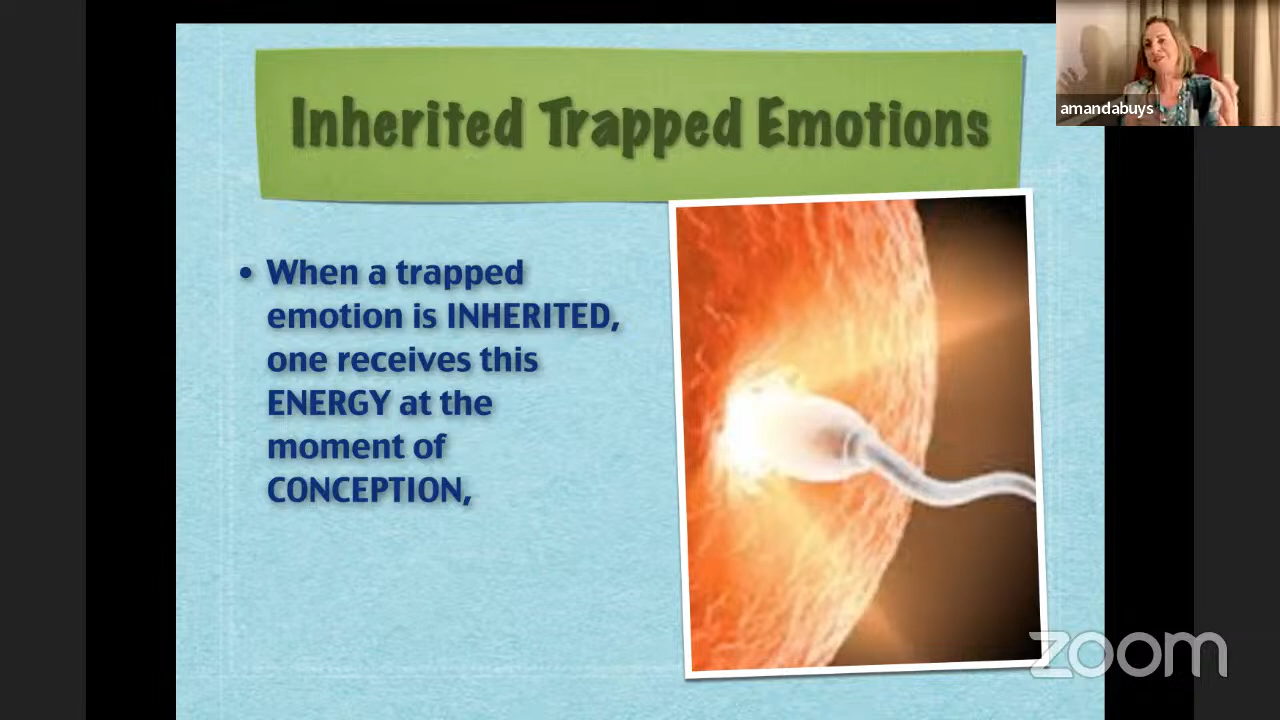 Inherited Trapped Emotions
amandabuys
• When a trapped
emotion is INHERITED,
one receives this
ENERGY at the
moment of
CONCEPTION,
zoom